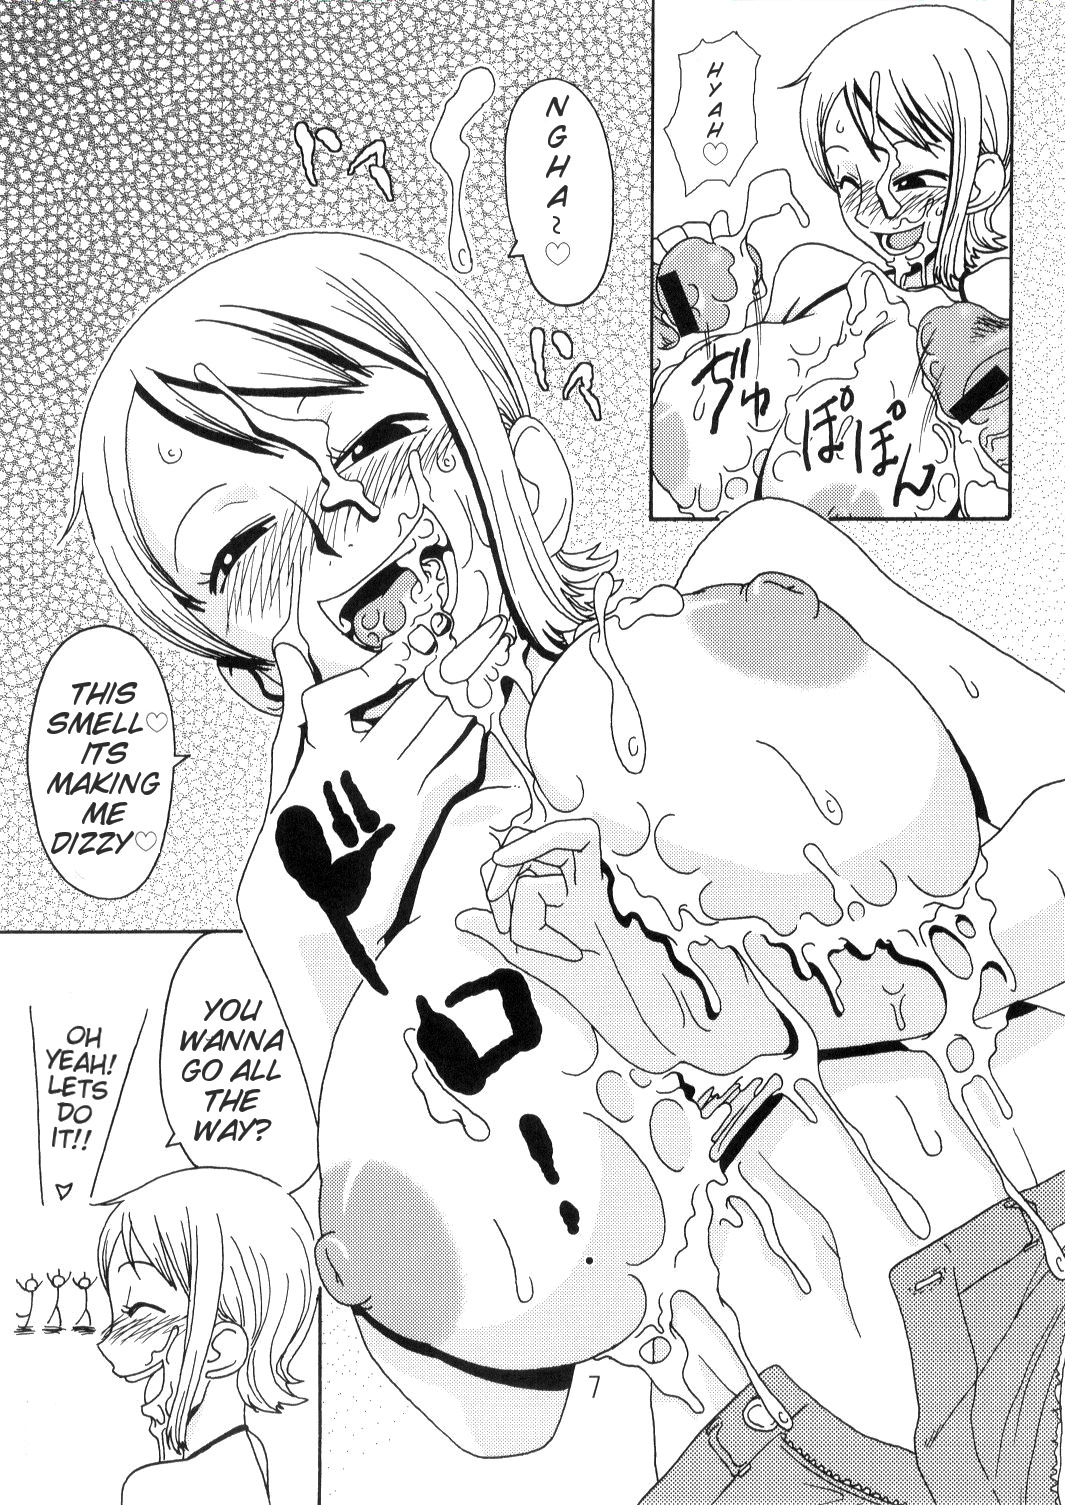 HYAH♡
ぢゅ
ぽぽん
NGHA~♡
THIS
SMELL♡
ITS
MAKING
ME
DIZZY♡
YOU
WANNA
GO ALL
THE
WAY?
OH
YEAH!
LETS
DO
IT!!
♡
7